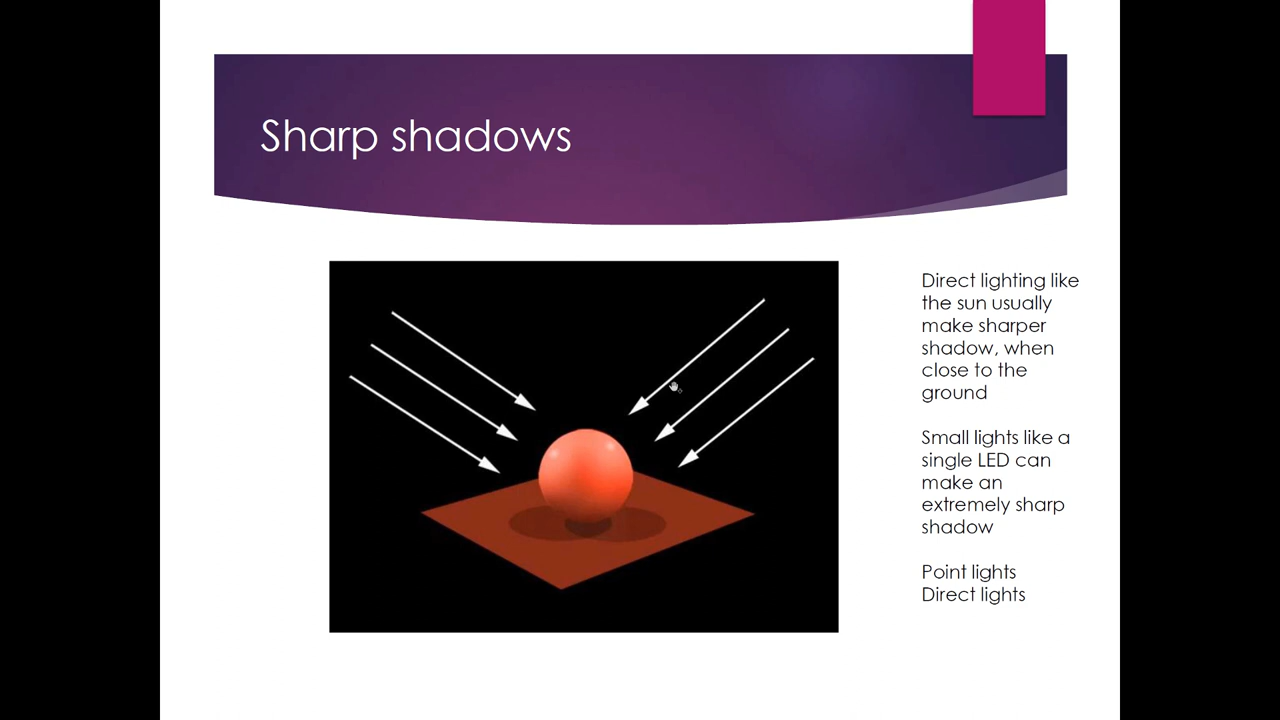 Sharp shadows
Direct lighting like
the sun usually
make sharper
shadow, when
close to the
ground
Small lights like a
single LED can
make an
extremely sharp
shadow
Point lights
Direct lights